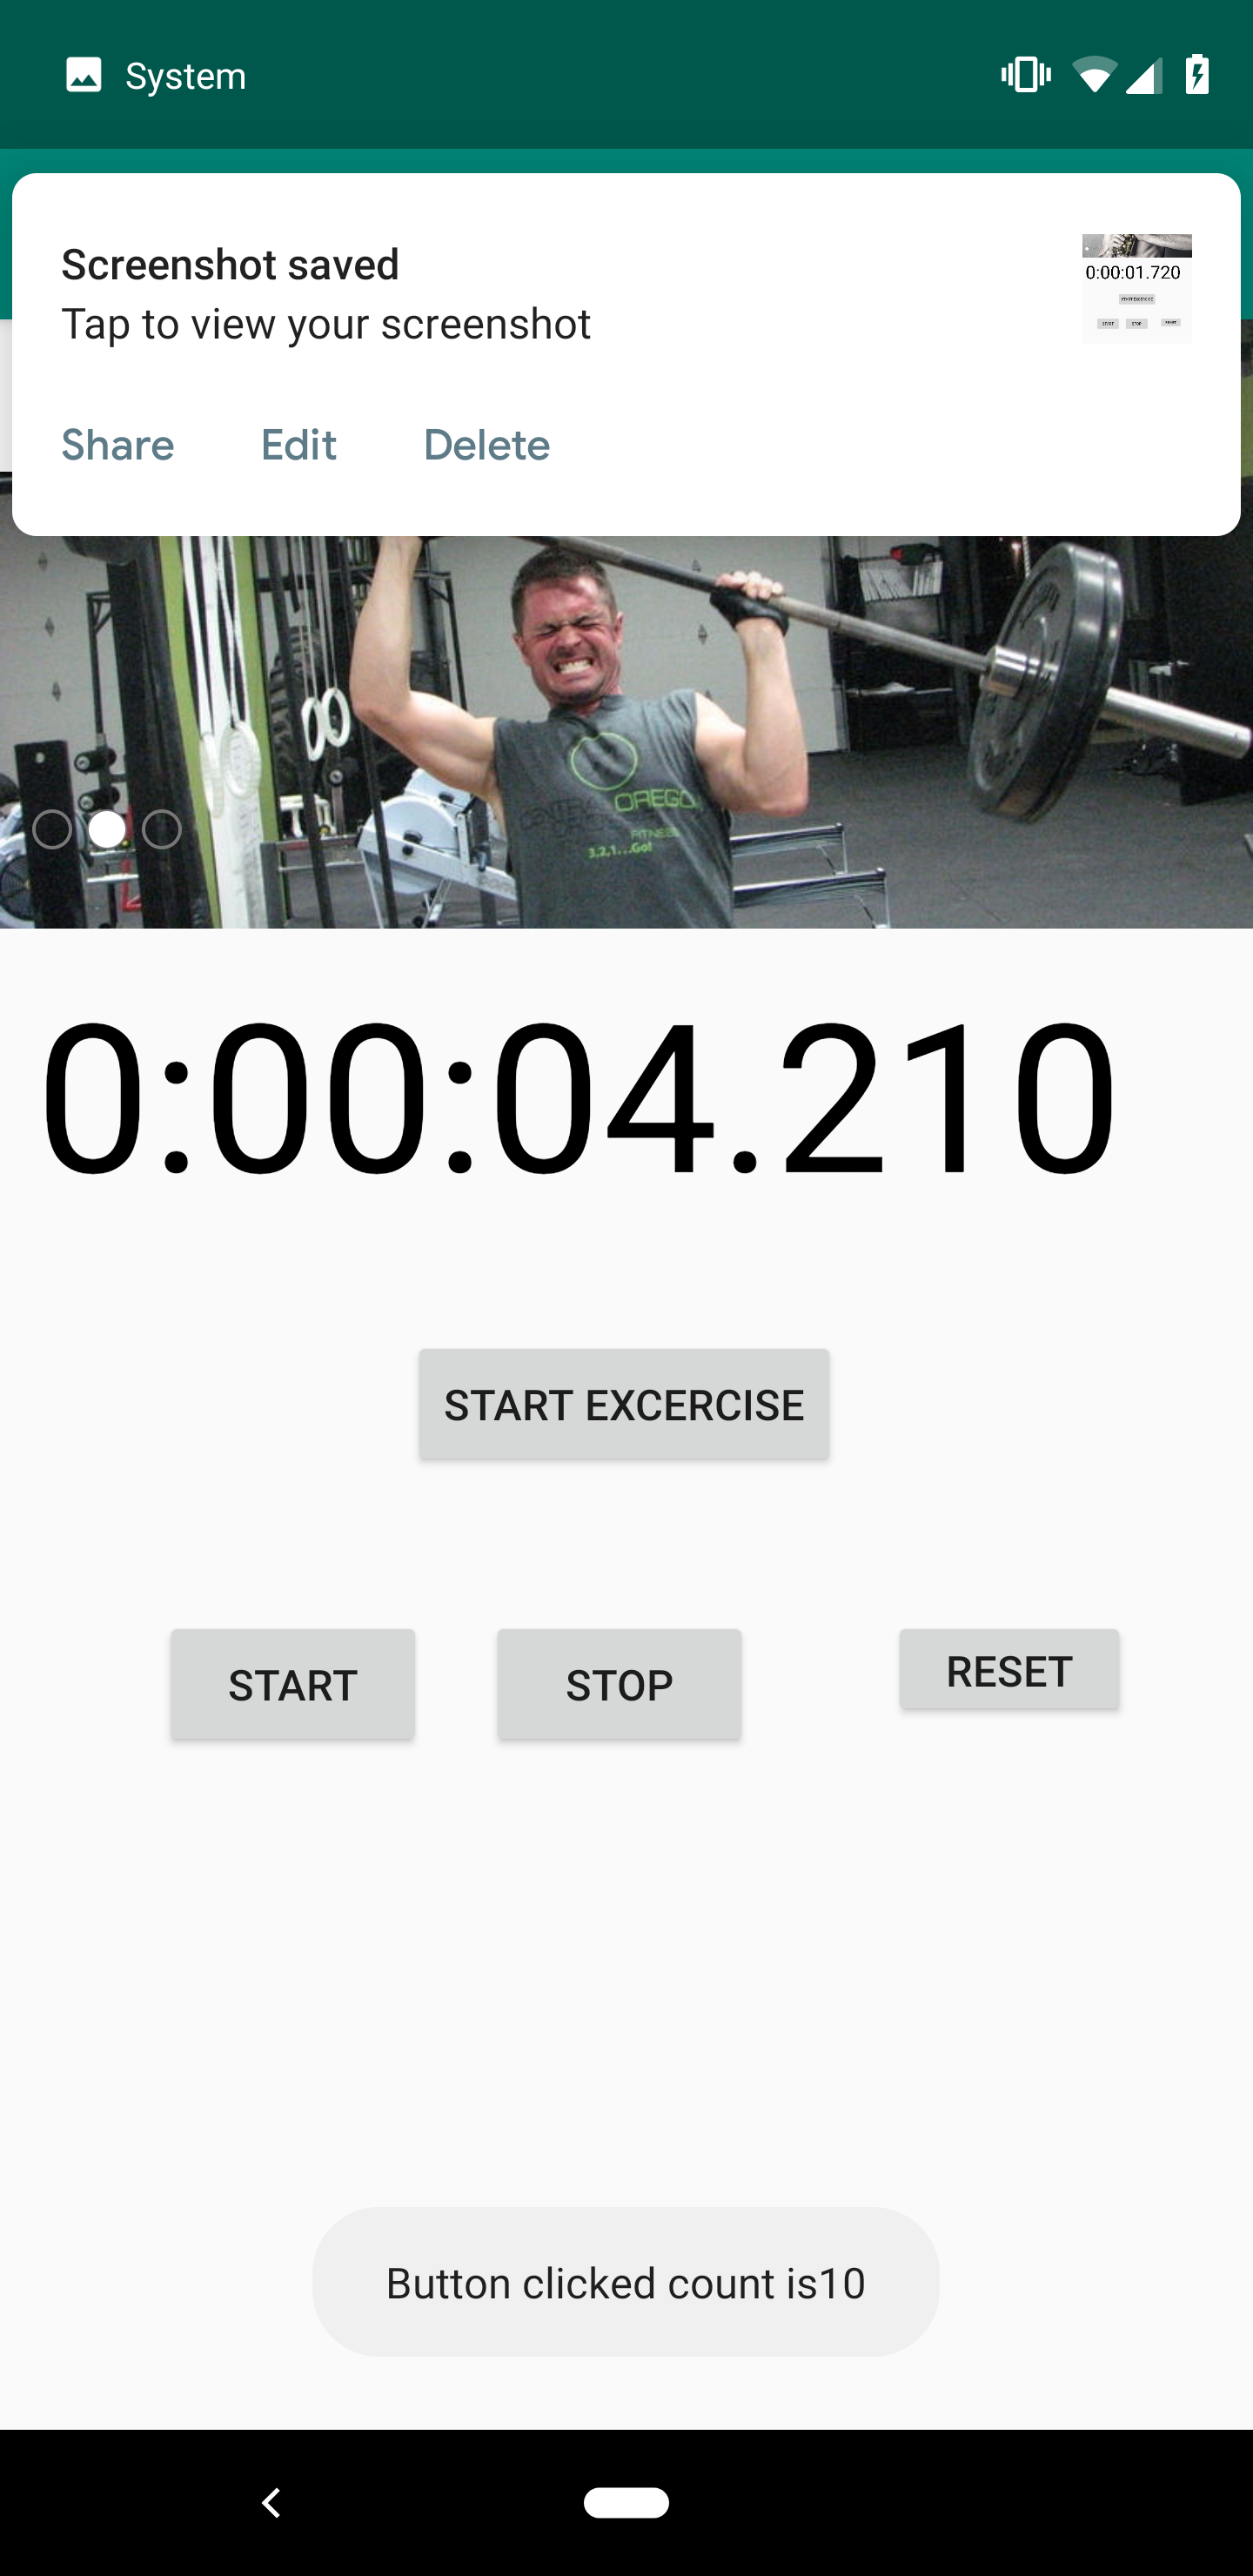 System
Screenshot saved
Tap to view your screenshot
0:00:01.720
Share Edit Delete
OREGO
FITNESS
3,2,1...Go!
0:00:04.210
START EXCERCISE
START STOP RESET
Button clicked count is10